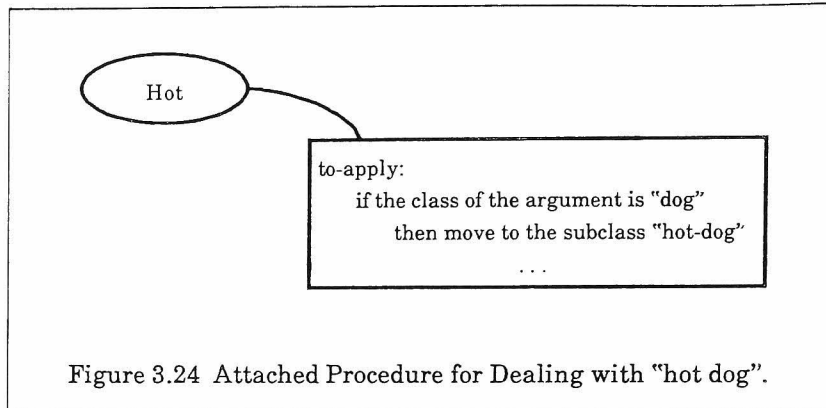 Hot
to-apply:
if the class of the argument is "dog"
then move to the subclass "hot-dog"
...
Figure 3.24 Attached Procedure for Dealing with "hot dog".